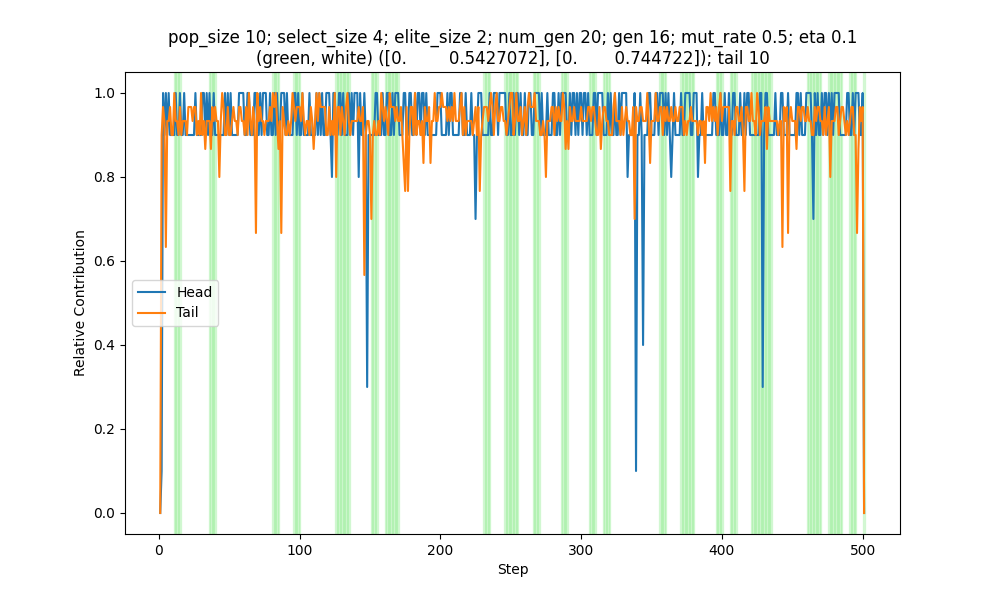 pop_size 10; select_size 4; elite_size 2; num_gen 20; gen 16; mut_rate 0.5; eta 0.1
(green, white) ([0.        0.5427072], [0.       0.744722]); tail 10
1.0
0.8
0.6
0.4
0.2
0.0
Relative Contribution
Head
Tail
0
100
200
300
400
500
Step